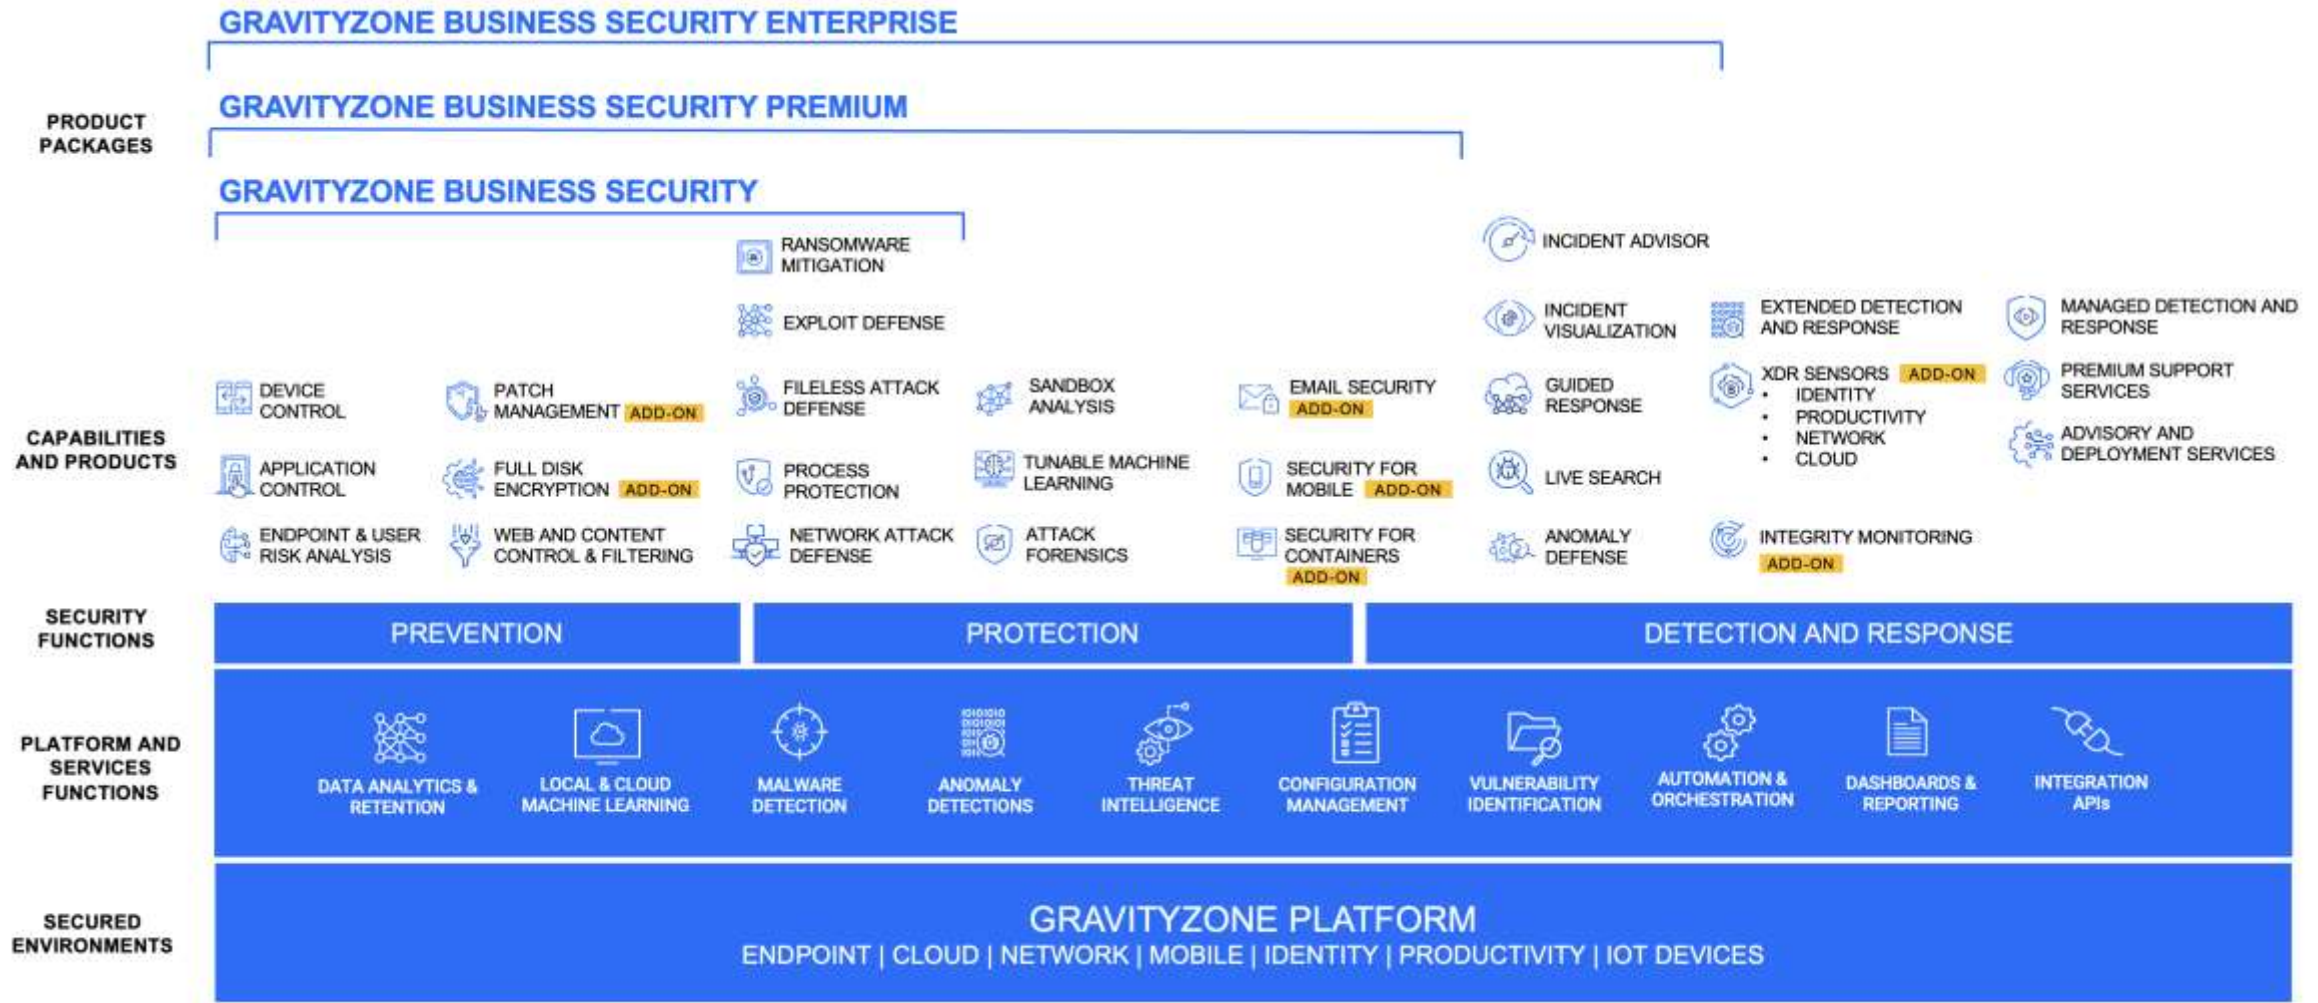 GRAVITYZONE BUSINESS SECURITY ENTERPRISE
GRAVITYZONE BUSINESS SECURITY PREMIUM
PRODUCT
PACKAGES
GRAVITYZONE BUSINESS SECURITY
CAPABILITIES
AND PRODUCTS
DEVICE
CONTROL
APPLICATION
CONTROL
ENDPOINT & USER
RISK ANALYSIS
PATCH
MANAGEMENT ADD-ON
FULL DISK
ENCRYPTION ADD-ON
WEB AND CONTENT
CONTROL & FILTERING
RANSOMWARE
MITIGATION
EXPLOIT DEFENSE
FILELESS ATTACK
DEFENSE
PROCESS
PROTECTION
NETWORK ATTACK
DEFENSE
SANDBOX
ANALYSIS
TUNABLE MACHINE
LEARNING
ATTACK
FORENSICS
EMAIL SECURITY
ADD-ON
SECURITY FOR
MOBILE ADD-ON
SECURITY FOR
CONTAINERS
ADD-ON
INCIDENT ADVISOR
INCIDENT
VISUALIZATION
GUIDED
RESPONSE
LIVE SEARCH
ANOMALY
DEFENSE
EXTENDED DETECTION
AND RESPONSE
XDR SENSORS ADD-ON
• IDENTITY
• PRODUCTIVITY
• NETWORK
• CLOUD
INTEGRITY MONITORING
ADD-ON
MANAGED DETECTION AND
RESPONSE
PREMIUM SUPPORT
SERVICES
ADVISORY AND
DEPLOYMENT SERVICES
SECURITY
FUNCTIONS
PREVENTION
PROTECTION
DETECTION AND RESPONSE
PLATFORM AND
SERVICES
FUNCTIONS
DATA ANALYTICS &
RETENTION
LOCAL & CLOUD
MACHINE LEARNING
MALWARE
DETECTION
ANOMALY
DETECTIONS
THREAT
INTELLIGENCE
CONFIGURATION
MANAGEMENT
VULNERABILITY
IDENTIFICATION
AUTOMATION &
ORCHESTRATION
DASHBOARDS &
REPORTING
INTEGRATION
APIs
SECURED
ENVIRONMENTS
GRAVITYZONE PLATFORM
ENDPOINT | CLOUD | NETWORK | MOBILE | IDENTITY | PRODUCTIVITY | IOT DEVICES